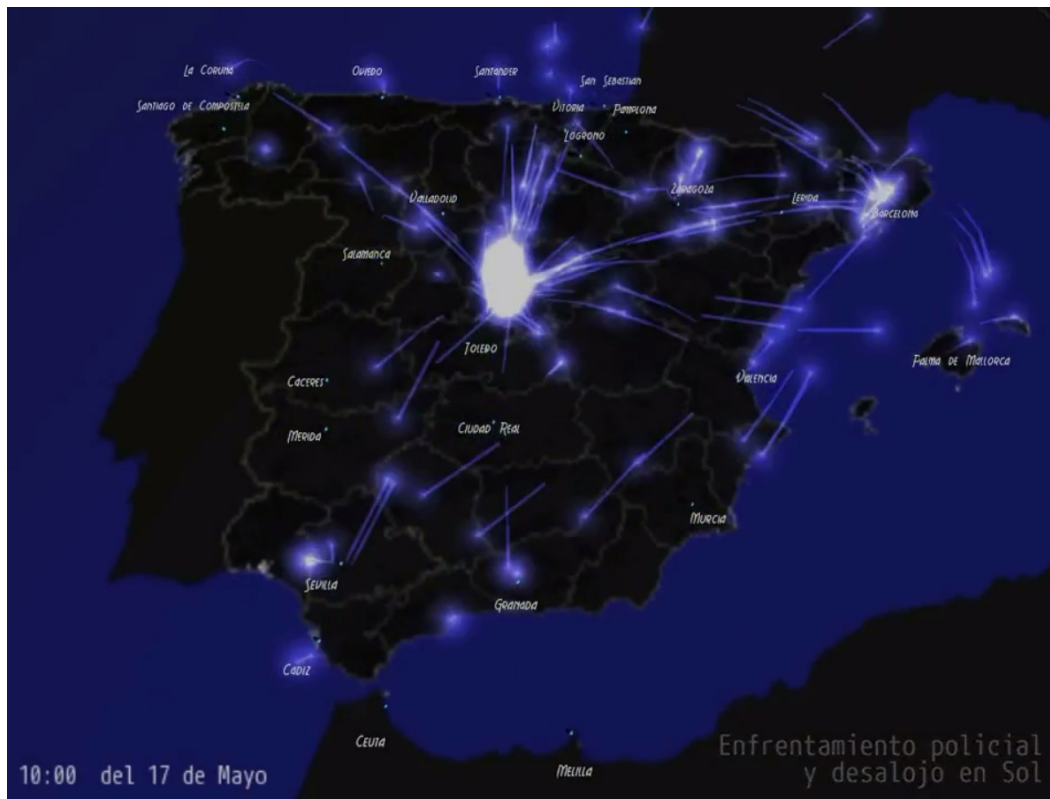 La Coruña
Oviedo
Santander
San Sebastian
Santiago de Compostela
Vitoria
Pamplona
Logroño
Zaragoza
Lerida
Valladolid
Barcelona
Salamanca
Toledo
Palma de Mallorca
Caceres
Valencia
Ciudad Real
Merida
Murcia
Sevilla
Granada
Cadiz
Ceuta
Enfrentamiento policial
y desalojo en Sol
10:00 del 17 de Mayo
Melilla